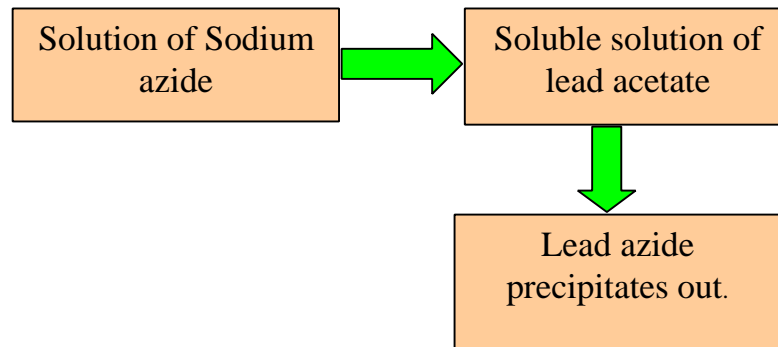 Solution of Sodium
azide
Soluble solution of
lead acetate
Lead azide
precipitates out.